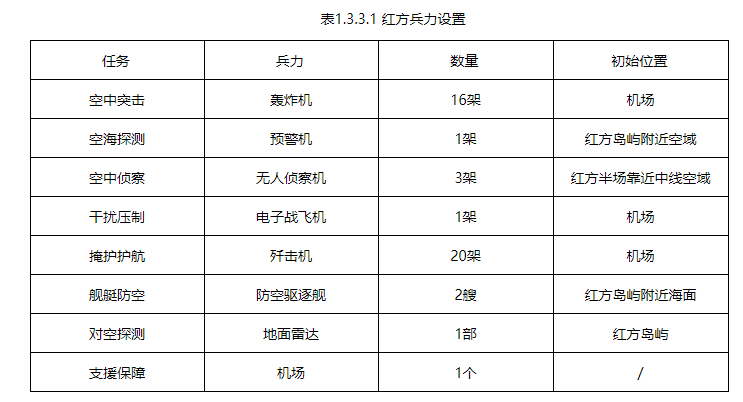 表1.3.3.1 红方兵力设置
任务 兵力 数量 初始位置
空中突击 轰炸机 16架 机场
空海探测 预警机 1架 红方岛屿附近空域
空中侦察 无人侦察机 3架 红方半场靠近中线空域
干扰压制 电子战飞机 1架 机场
掩护护航 歼击机 20架 机场
舰艇防空 防空驱逐舰 2艘 红方岛屿附近海面
对空探测 地面雷达 1部 红方岛屿
支援保障 机场 1个 /